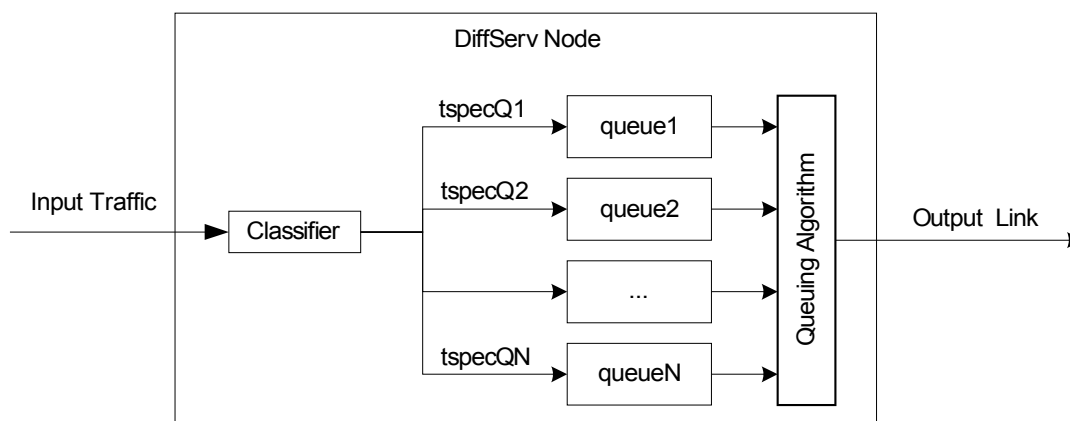 DiffServ Node
tspecQ1
queue1
tspecQ2
queue2
Input Traffic
Classifier
Output Link
...
tspecQN
queueN
Queuing Algorithm